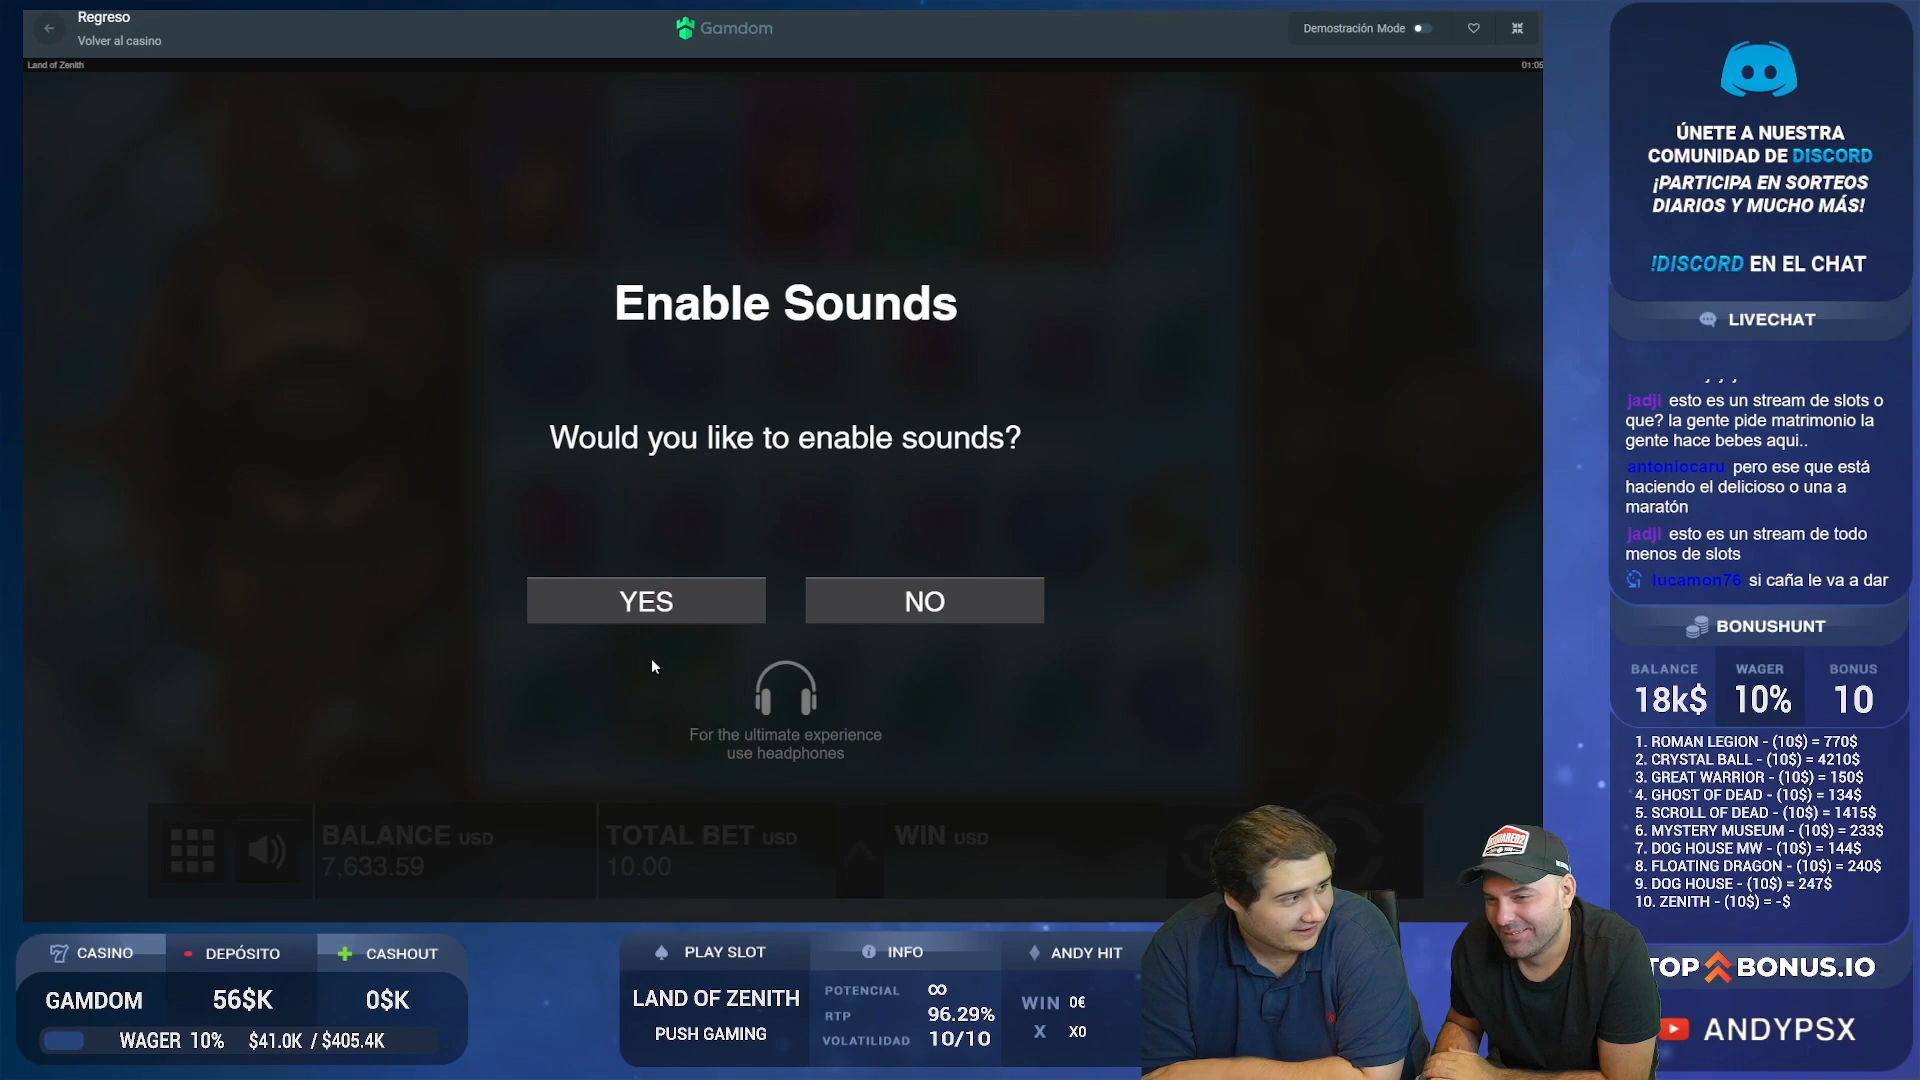 Regreso
Volver al casino
Gamdom
Demostración Mode
Land of Zenith
01:05
Enable Sounds
Would you like to enable sounds?
YES
NO
For the ultimate experience
use headphones
BALANCE USD
7,633.59
TOTAL BET USD
10.00
WIN USD
ÚNETE A NUESTRA
COMUNIDAD DE DISCORD
¡PARTICIPA EN SORTEOS
DIARIOS Y MUCHO MÁS!
!DISCORD EN EL CHAT
LIVECHAT
jadji esto es un stream de slots o
que? la gente pide matrimonio la
gente hace bebes aqui..
antoniocaru pero ese que está
haciendo el delicioso o una a
maratón
jadji esto es un stream de todo
menos de slots
lucamon76 si caña le va a dar
BONUSHUNT
BALANCE WAGER BONUS
18k$ 10% 10
1. ROMAN LEGION - (10$) = 770$
2. CRYSTAL BALL - (10$) = 4210$
3. GREAT WARRIOR - (10$) = 150$
4. GHOST OF DEAD - (10$) = 134$
5. SCROLL OF DEAD - (10$) = 1415$
6. MYSTERY MUSEUM - (10$) = 233$
7. DOG HOUSE MW - (10$) = 144$
8. FLOATING DRAGON - (10$) = 240$
9. DOG HOUSE - (10$) = 247$
10. ZENITH - (10$) = -$
TOP BONUS.IO
ANDYPSX
CASINO DEPÓSITO CASHOUT
GAMDOM 56$K 0$K
WAGER 10% $41.0K / $405.4K
PLAY SLOT INFO ANDY HIT
LAND OF ZENITH
PUSH GAMING
POTENCIAL ∞
RTP 96.29%
VOLATILIDAD 10/10
WIN 0€
X X0